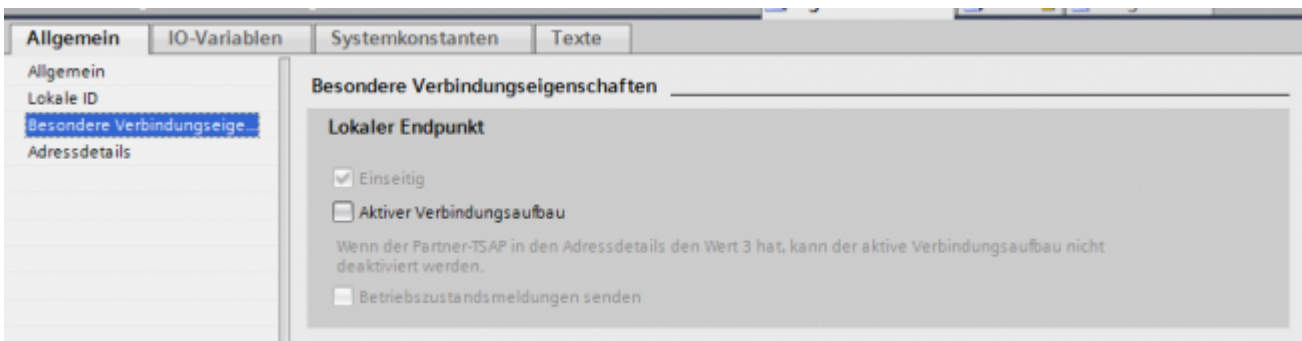 Allgemein IO-Variablen Systemkonstanten Texte
Allgemein
Lokale ID
Besondere Verbindungseige...
Adressdetails
Besondere Verbindungseigenschaften
Lokaler Endpunkt
Einseitig
Aktiver Verbindungsaufbau
Wenn der Partner-TSAP in den Adressdetails den Wert 3 hat, kann der aktive Verbindungsaufbau nicht
deaktiviert werden.
Betriebszustandsmeldungen senden